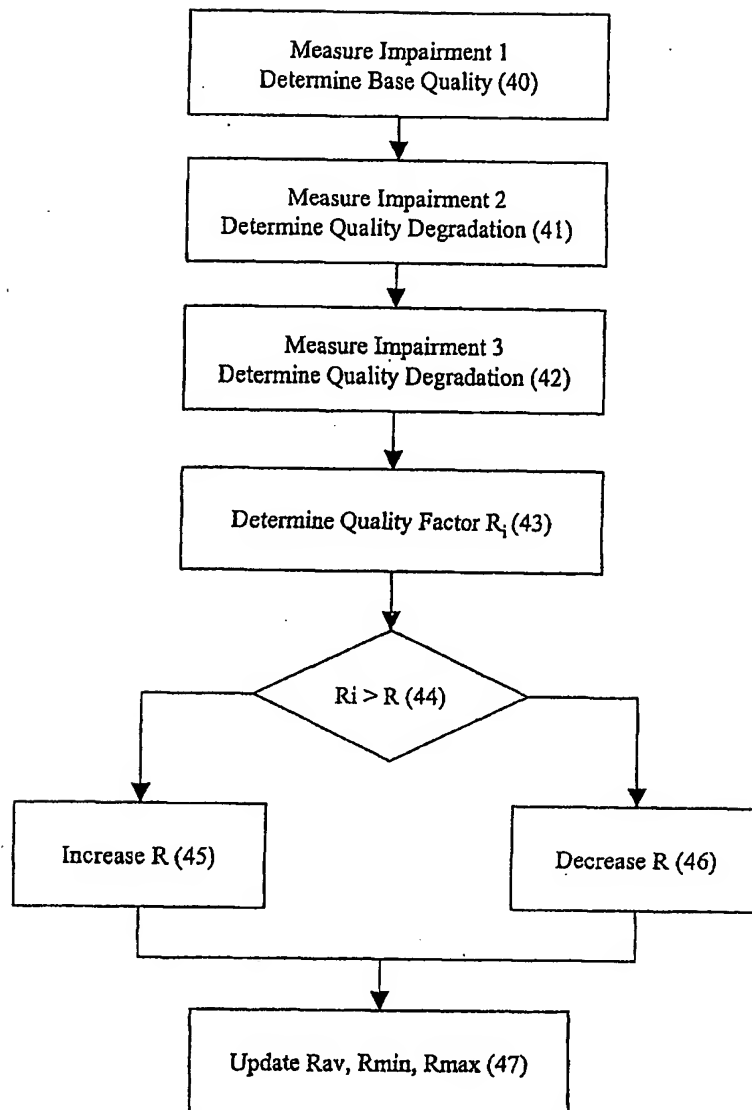 Measure Impairment 1
Determine Base Quality (40)
Measure Impairment 2
Determine Quality Degradation (41)
Measure Impairment 3
Determine Quality Degradation (42)
Determine Quality Factor Ri (43)
Ri > R (44)
Increase R (45)
Decrease R (46)
Update Rav, Rmin, Rmax (47)